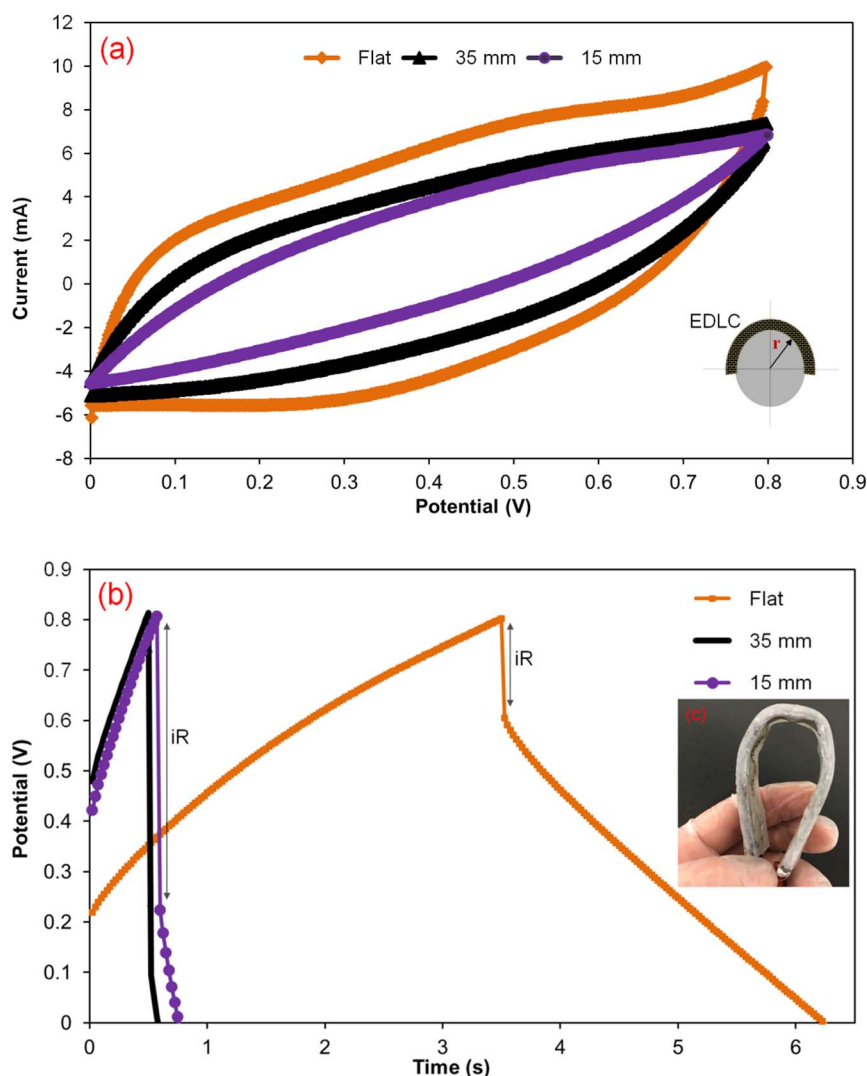 (a)
Flat 35 mm 15 mm
12
10
8
6
4
2
0
-2
-4
-6
-8
Current (mA)
EDLC
r
0 0.1 0.2 0.3 0.4 0.5 0.6 0.7 0.8 0.9
Potential (V)
(b)
0.9
0.8
0.7
0.6
0.5
0.4
0.3
0.2
0.1
0
Potential (V)
iR
iR
Flat
35 mm
15 mm
(c)
0 1 2 3 4 5 6
Time (s)